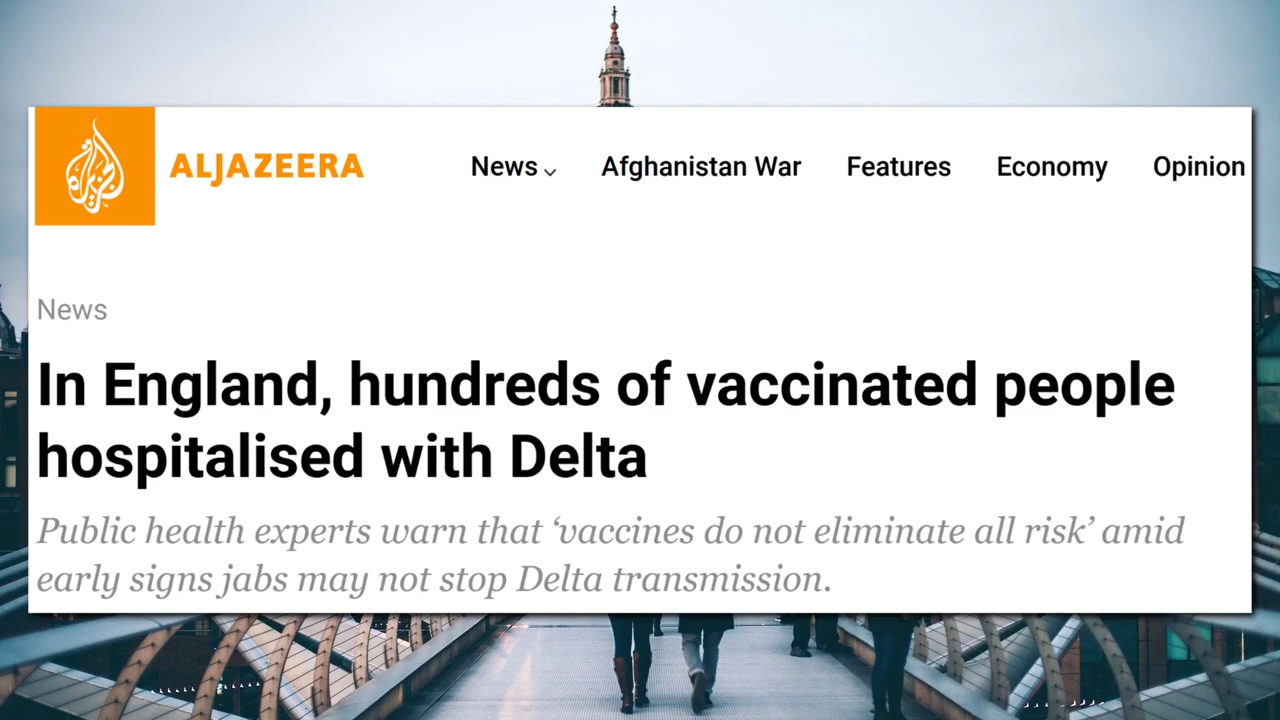 ALJAZEERA
News
Afghanistan War
Features
Economy
Opinion
News
In England, hundreds of vaccinated people
hospitalised with Delta
Public health experts warn that ‘vaccines do not eliminate all risk’ amid
early signs jabs may not stop Delta transmission.